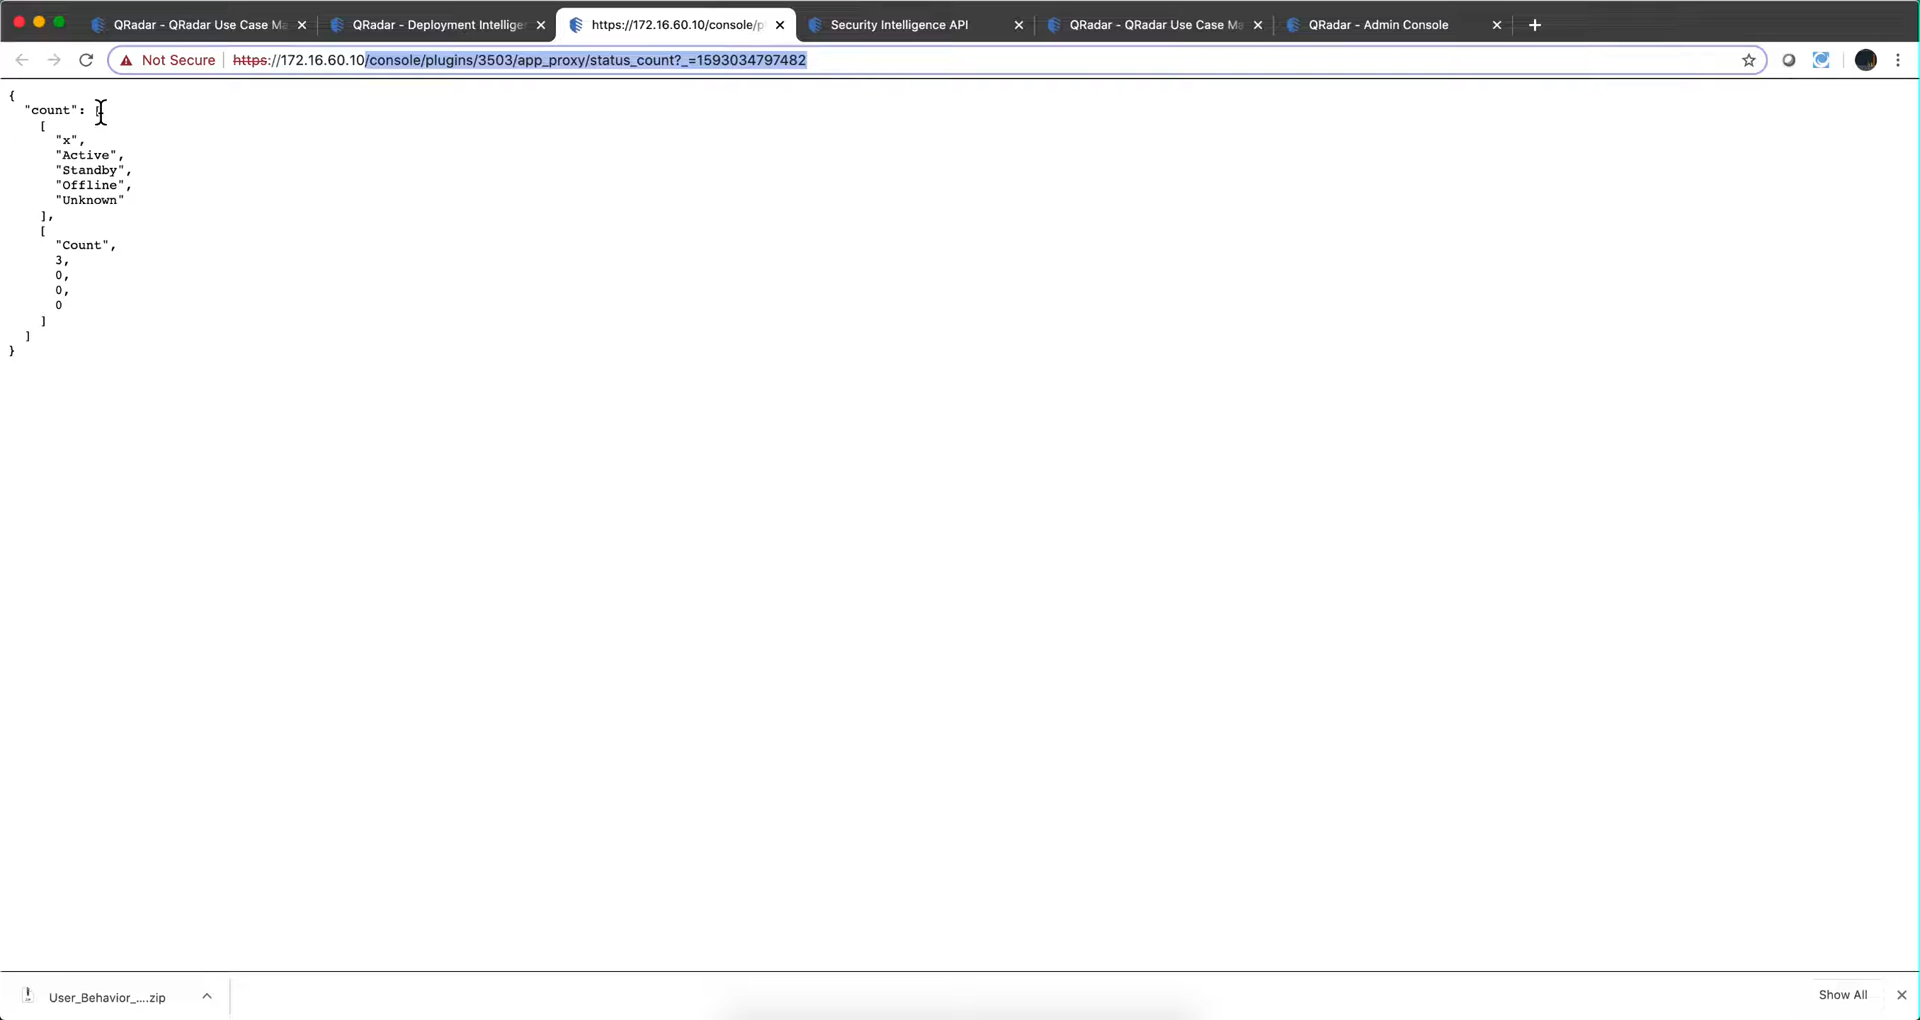 QRadar - QRadar Use Case Ma
QRadar - Deployment Intellige
https://172.16.60.10/console/p
Security Intelligence API
QRadar - QRadar Use Case Ma
QRadar - Admin Console
Not Secure https://172.16.60.10/console/plugins/3503/app_proxy/status_count?_=1593034797482
{
"count": [
[
"x",
"Active",
"Standby",
"Offline",
"Unknown"
],
[
"Count",
3,
0,
0,
0
]
]
}
User_Behavior_....zip
Show All